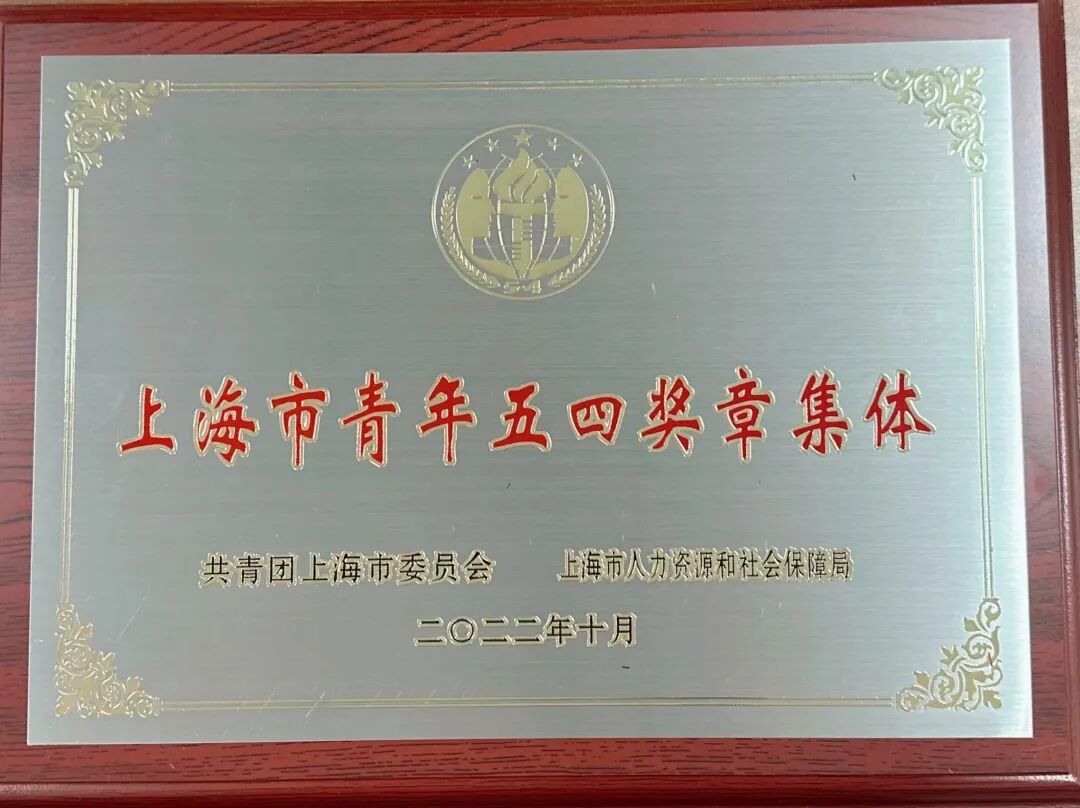 5·4
上海市青年五四奖章集体
共青团上海市委员会 上海市人力资源和社会保障局
二〇二二年十月